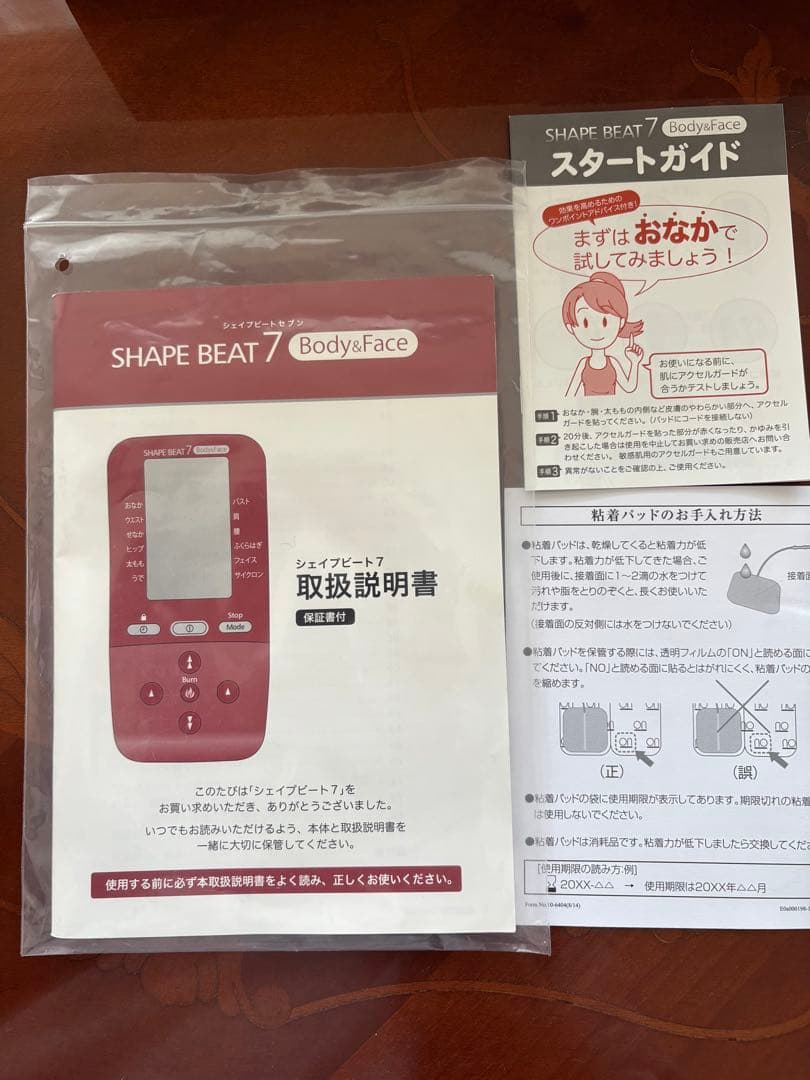 シェイプビートセブン
SHAPE BEAT 7 Body&Face
SHAPE BEAT 7 Body&Face
おなか
ウエスト
せなか
ヒップ
太もも
うで
バスト
肩
腰
ふくらはぎ
フェイス
サイクロン
Stop
Mode
Burn
シェイプビート7
取扱説明書
保証書付
このたびは「シェイプビート7」を
お買い求めいただき、ありがとうございました。
いつでもお読みいただけるよう、本体と取扱説明書を
一緒に大切に保管してください。
使用する前に必ず本取扱説明書をよく読み、正しくお使いください。
SHAPE BEAT 7 Body&Face
スタートガイド
効果を高めるための
ワンポイントアドバイス付き!
まずはおなかで
試してみましょう!
お使いになる前に、
肌にアクセルガードが
合うかテストしましょう。
手順1 おなか・腕・太ももの内側など皮膚のやわらかい部分へ、アクセル
ガードを貼ってください。(パッドにコードを接続しない)
手順2 20分後、アクセルガードを貼った部分が赤くなったり、かゆみを引
き起こした場合は使用を中止してお買い求めの販売店へお問い合
わせください。 敏感肌用のアクセルガードもご用意しています。
手順3 異常がないことをご確認の上、ご使用ください。
粘着パッドのお手入れ方法
●粘着パッドは、乾燥してくると粘着力が低
下します。粘着力が低下してきた場合、ご
使用後に、接着面に1〜2滴の水をつけて
汚れや脂をとりのぞくと、長くお使いいた
だけます。
(接着面の反対側には水をつけないでください)
接着面
●粘着パッドを保管する際には、透明フィルムの「ON」と読める面に
てください。「NO」と読める面に貼るとはがれにくく、粘着パッドの
を縮めます。
on
on
no
no
(正)
(誤)
●粘着パッドの袋に使用期限が表示してあります。期限切れの粘着
は使用しないでください。
●粘着パッドは消耗品です。粘着力が低下しましたら交換してくだ
[使用期限の読み方:例]
20XX-△△ → 使用期限は20XX年△△月
Form No.10-6404(8/14)